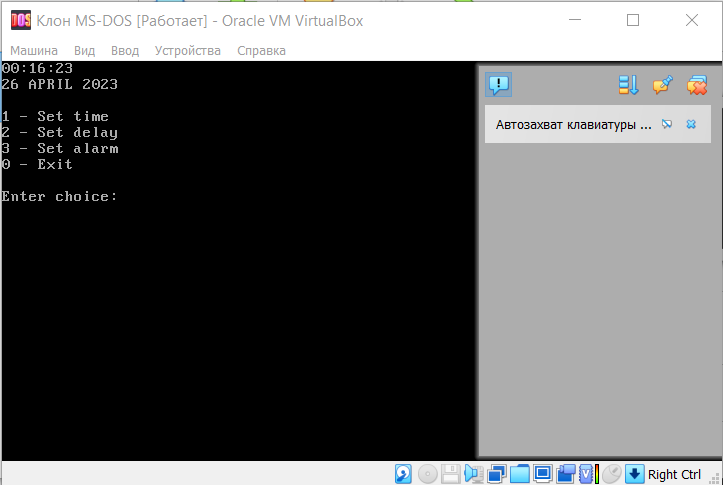 DOS Клон MS-DOS [Работает] - Oracle VM VirtualBox
Машина Вид Ввод Устройства Справка
00:16:23
26 APRIL 2023
1 - Set time
2 - Set delay
3 - Set alarm
0 - Exit
Enter choice:
Автозахват клавиатуры ...
Right Ctrl